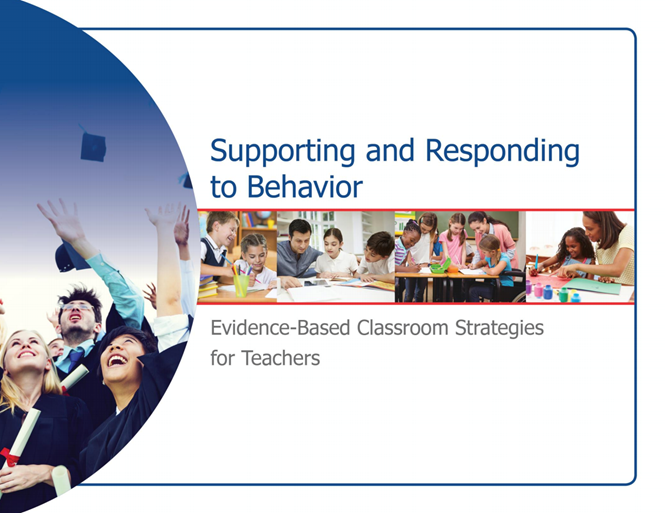 Supporting and Responding
to Behavior
Evidence-Based Classroom Strategies
for Teachers